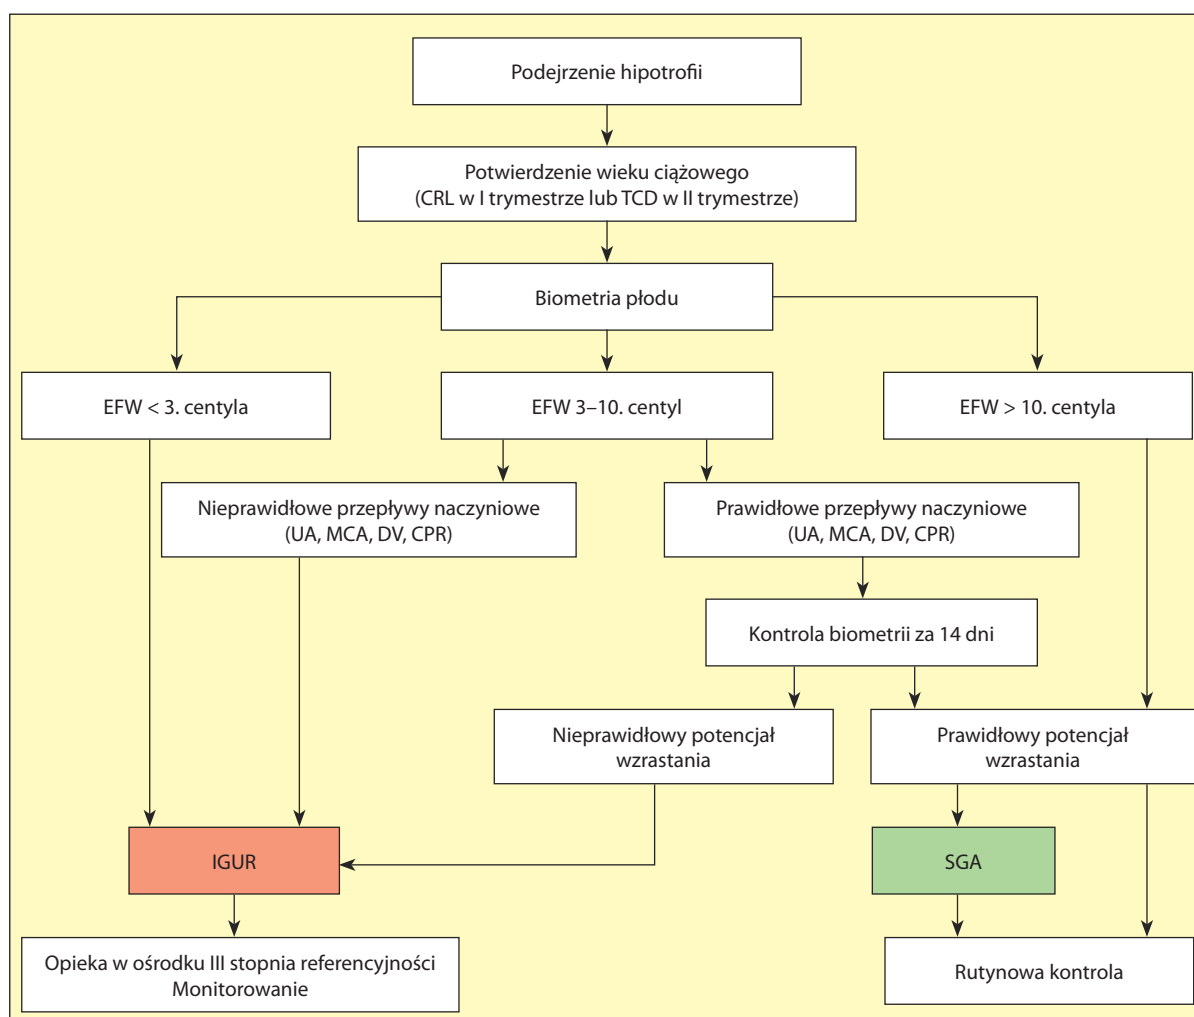 Podejrzenie hipotrofii
Potwierdzenie wieku ciążowego
(CRL w I trymestrze lub TCD w II trymestrze)
Biometria płodu
EFW < 3. centyla
EFW 3–10. centyl
EFW > 10. centyla
Nieprawidłowe przepływy naczyniowe
(UA, MCA, DV, CPR)
Prawidłowe przepływy naczyniowe
(UA, MCA, DV, CPR)
Kontrola biometrii za 14 dni
Nieprawidłowy potencjał
wzrastania
Prawidłowy potencjał
wzrastania
IGUR
SGA
Opieka w ośrodku III stopnia referencyjności
Monitorowanie
Rutynowa kontrola